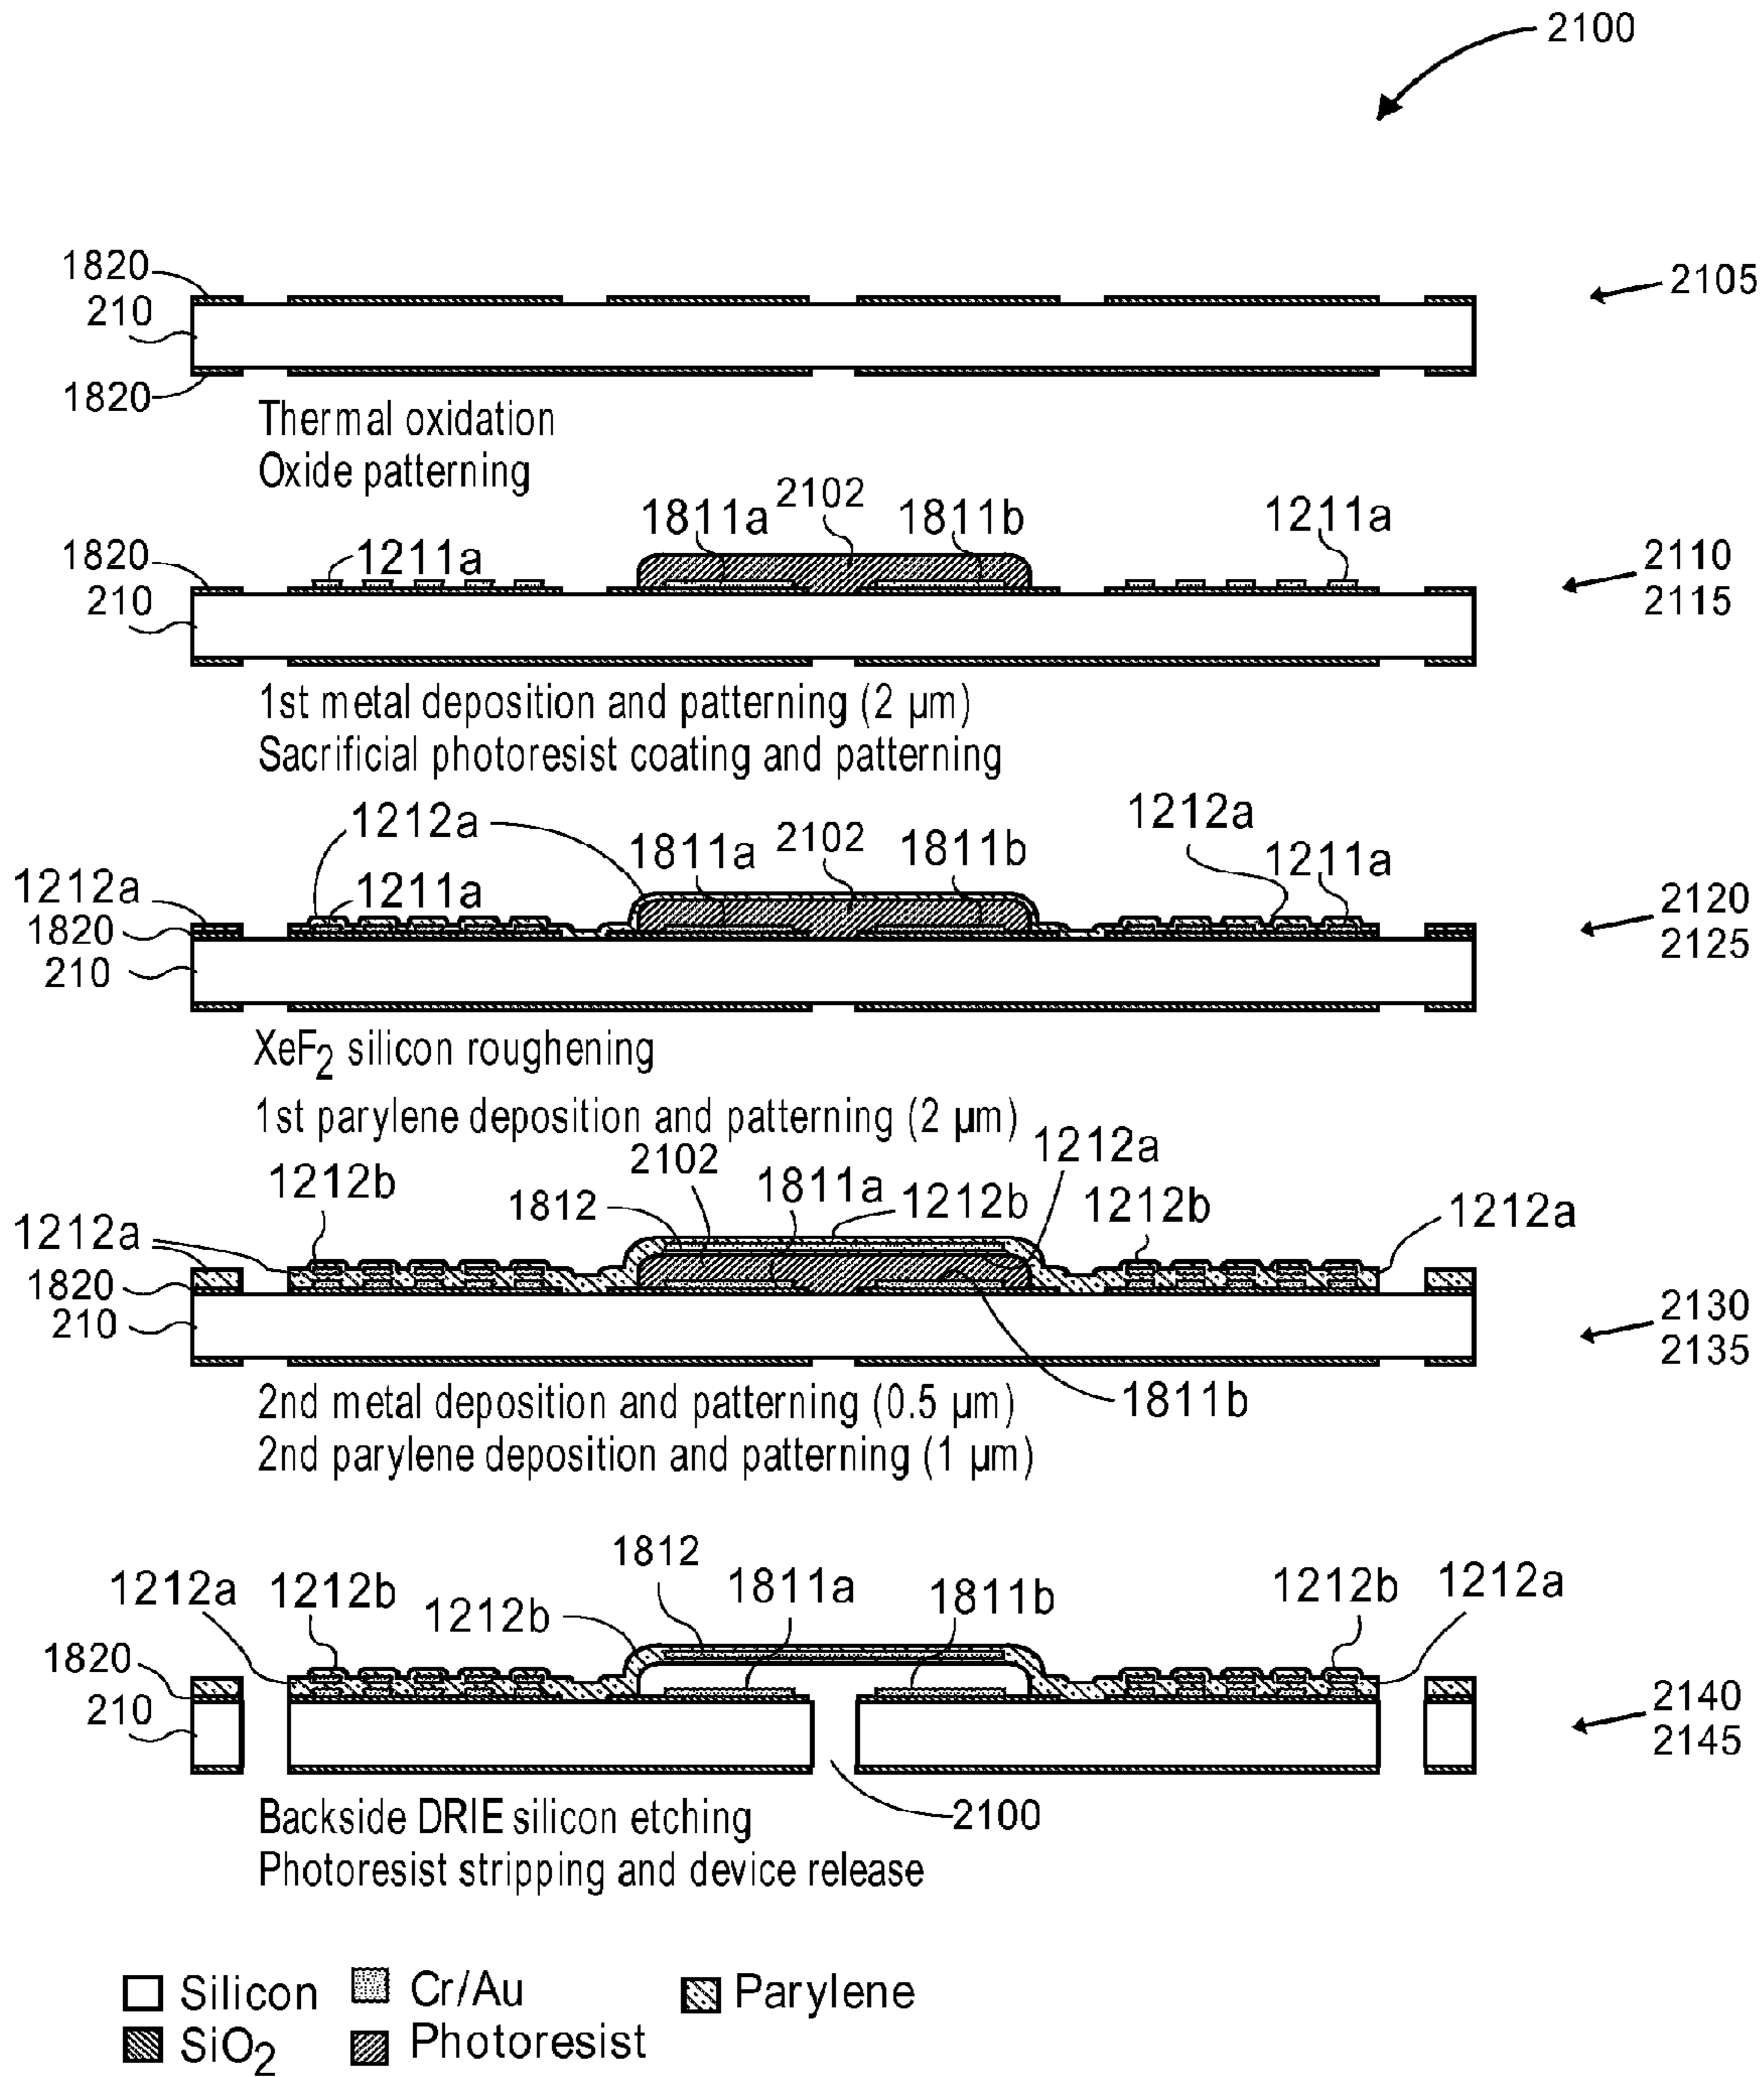 2100
1820
210
1820
2105
Thermal oxidation
Oxide patterning
1811a 2102 1811b 1211a
1820 1211a
210
2110
2115
1st metal deposition and patterning (2 µm)
Sacrificial photoresist coating and patterning
1212a 1811a 2102 1811b 1212a
1212a 1211a 1211a
1820
210
2120
2125
XeF2 silicon roughening
1st parylene deposition and patterning (2 µm)
1212b 1812 2102 1811a 1212b 1212a 1212b 1212a
1212a
1820
210
2130
2135
2nd metal deposition and patterning (0.5 µm)
1811b
2nd parylene deposition and patterning (1 µm)
1212a 1212b 1212b 1812 1811a 1811b 1212b 1212a
1820
210
2140
2145
2100
Backside DRIE silicon etching
Photoresist stripping and device release
Silicon Cr/Au Parylene
SiO2 Photoresist